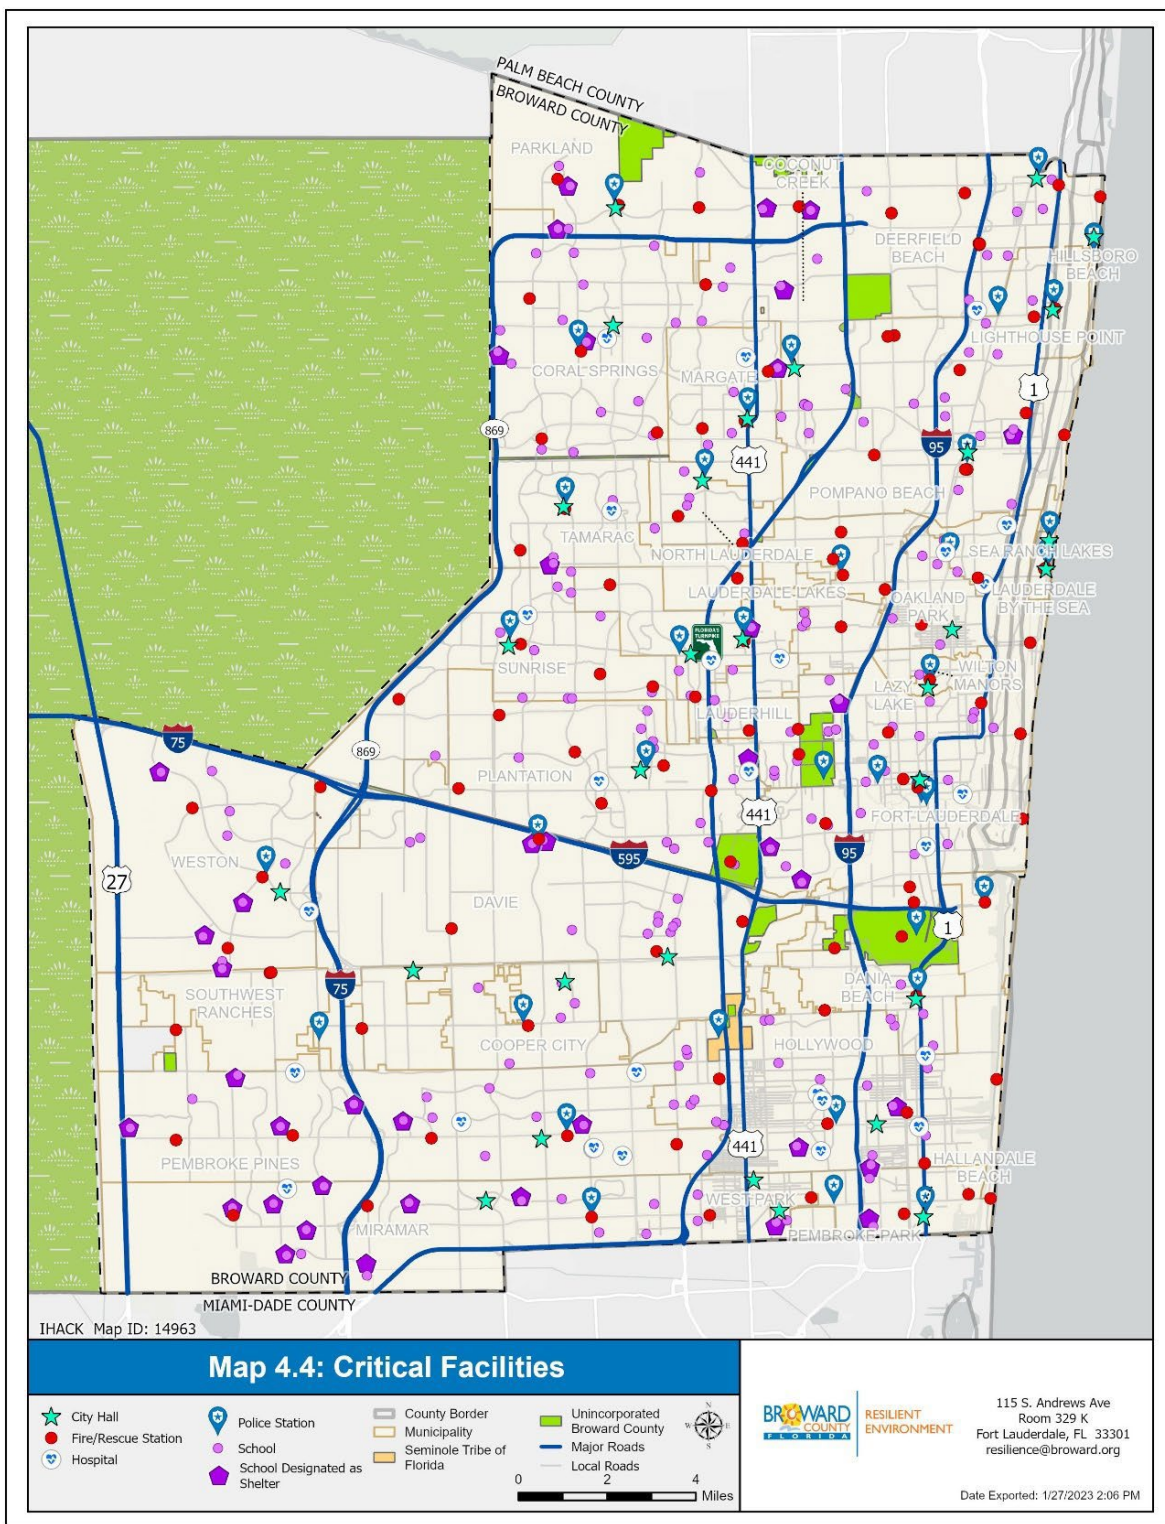 PALM BEACH COUNTY
BROWARD COUNTY
PARKLAND
COCONUT
CREEK
DEERFIELD
BEACH
HILLSBORO
BEACH
LIGHTHOUSE POINT
CORAL SPRINGS
MARGATE
1
869
95
441
POMPANO BEACH
TAMARAC
NORTH LAUDERDALE
SEA RANCH LAKES
LAUDERDALE LAKES
OAKLAND
PARK
LAUDERDALE
BY THE SEA
FLORIDA'S
TURNPIKE
SUNRISE
WILTON
MANORS
LAZY
LAKE
LAUDERHILL
75
869
PLANTATION
441
FORT LAUDERDALE
595
95
WESTON
27
DAVIE
1
75
SOUTHWEST
RANCHES
DANIA
BEACH
COOPER CITY
HOLLYWOOD
441
PEMBROKE PINES
HALLANDALE
BEACH
WEST PARK
MIRAMAR
PEMBROKE PARK
BROWARD COUNTY
MIAMI-DADE COUNTY
IHACK Map ID: 14963
Map 4.4: Critical Facilities
City Hall
Fire/Rescue Station
Hospital
Police Station
School
School Designated as
Shelter
County Border
Municipality
Seminole Tribe of
Florida
Unincorporated
Broward County
Major Roads
Local Roads
N
W E
S
0 2 4
Miles
BROWARD
COUNTY
FLORIDA
RESILIENT
ENVIRONMENT
115 S. Andrews Ave
Room 329 K
Fort Lauderdale, FL 33301
resilience@broward.org
Date Exported: 1/27/2023 2:06 PM